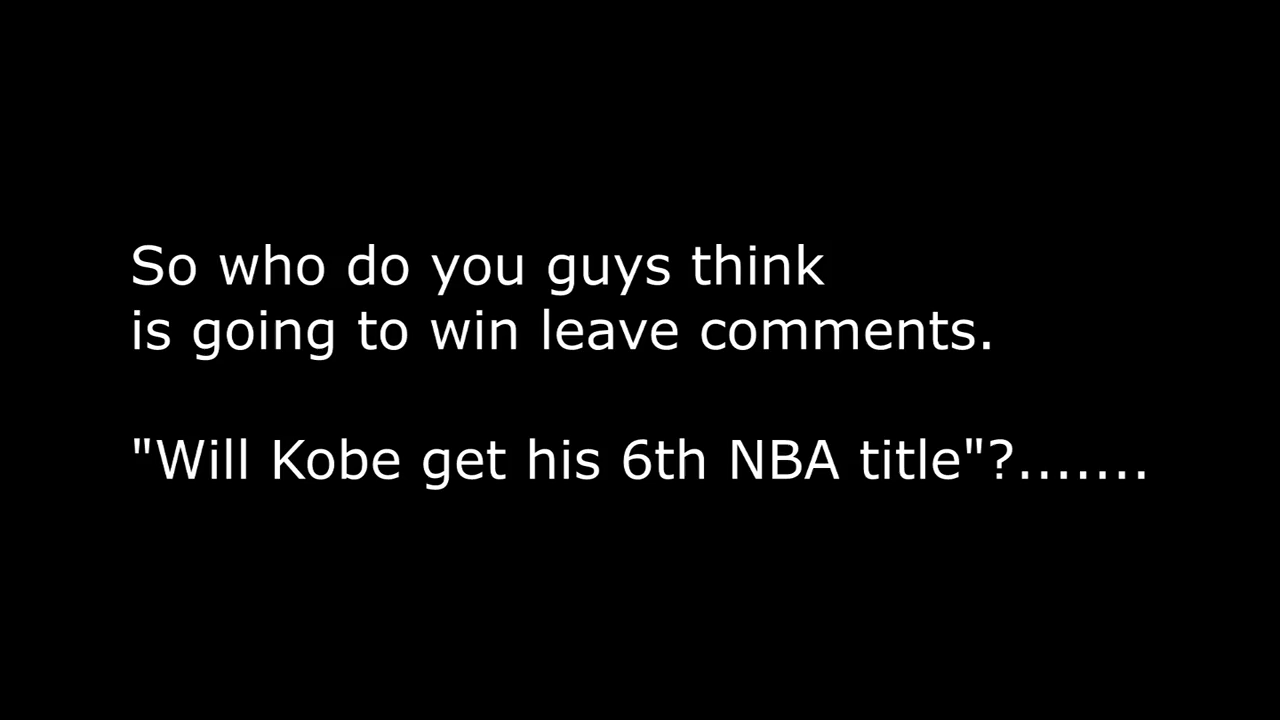 So who do you guys think
is going to win leave comments.
"Will Kobe get his 6th NBA title"?.......